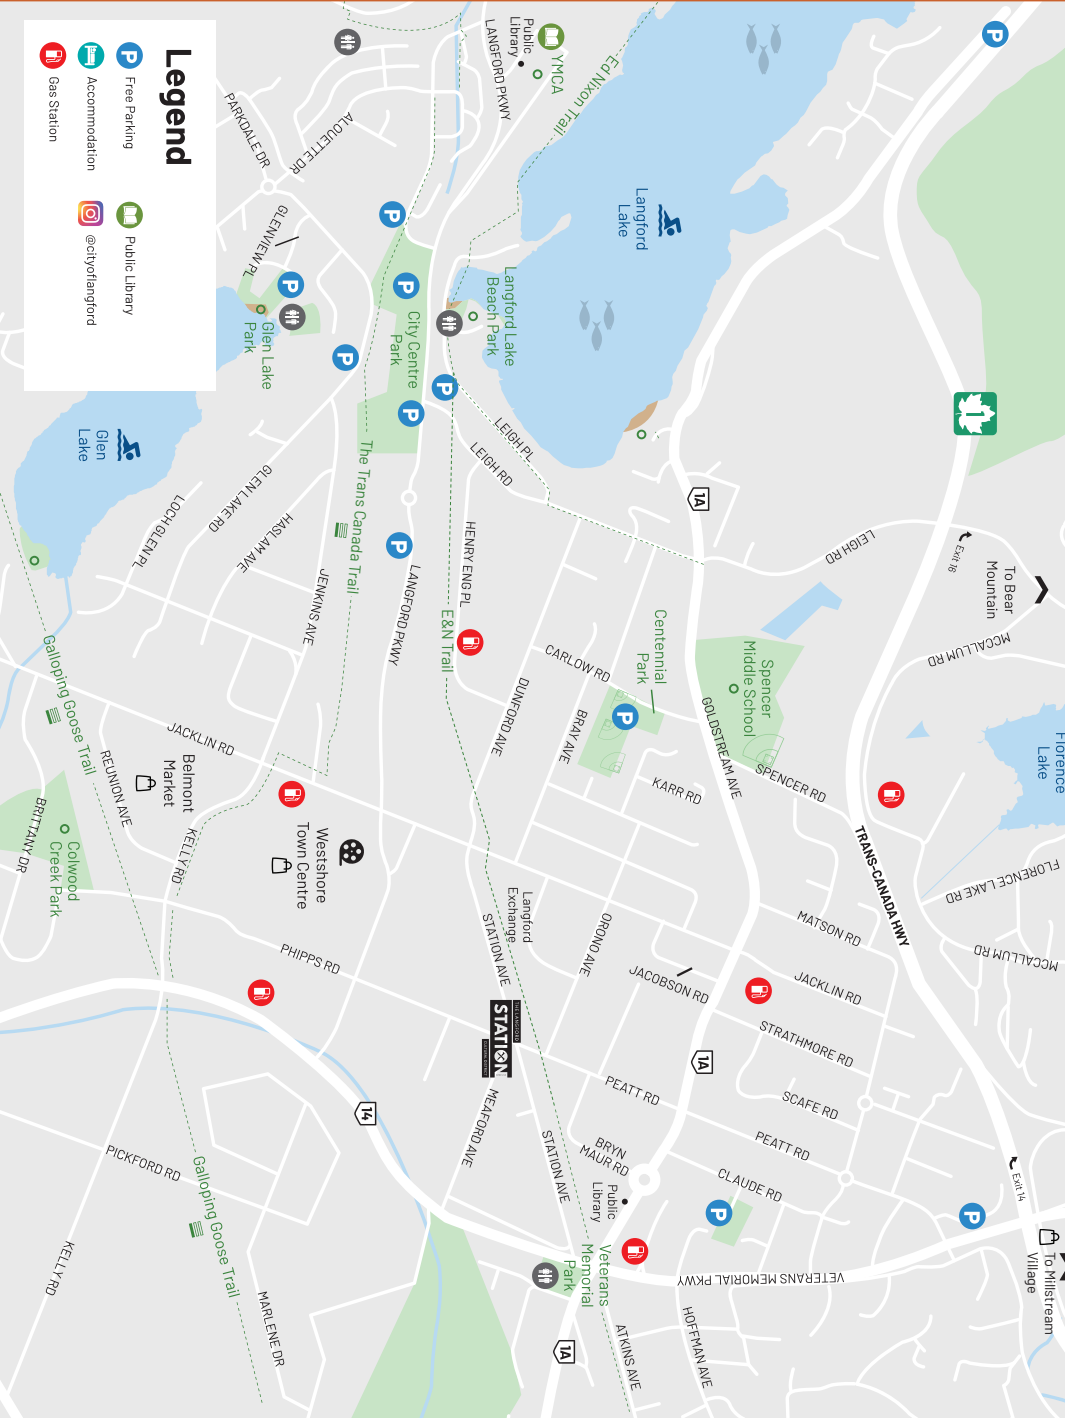 Legend
Free Parking
Accommodation
Gas Station
Public Library
@cityoflangford
Public
Library
LANGFORD PKWY
YMCA
Ed Nixon Trail
PARKDALE DR
ALOUETTE DR
GLENVIEW PL
Glen Lake
Park
City Centre
Park
Langford Lake
Beach Park
Langford
Lake
1
1A
Glen
Lake
LEIGH PL
LEIGH RD
The Trans Canada Trail
GLEN LAKE RD
LOCH GLEN PL
HASLAM AVE
JENKINS AVE
LANGFORD PKWY
HENRY ENG PL
E&N Trail
LEIGH RD
Exit 16
To Bear
Mountain
MCCALLUM RD
Centennial
Park
Spencer
Middle School
CARLOW RD
DUNFORD AVE
BRAY AVE
KARR RD
GOLDSTREAM AVE
SPENCER RD
Florence
Lake
Galloping Goose Trail
JACKLIN RD
REUNION AVE
Belmont
Market
BRITTANY DR
Colwood
Creek Park
KELLY RD
Westshore
Town Centre
TRANS-CANADA HWY
FLORENCE LAKE RD
MCCALLUM RD
MATSON RD
JACKLIN RD
STRATHMORE RD
SCAFE RD
PEATT RD
CLAUDE RD
Langford
Exchange
STATION AVE
ORONO AVE
JACOBSON RD
PHIPPS RD
THE LANGFORD
STATION
1A
14
PEATT RD
MEAFORD AVE
STATION AVE
BRYN
MAUR RD
Public
Library
PICKFORD RD
Galloping Goose Trail
KELLY RD
MARLENE DR
Veterans
Memorial
Park
VETERANS MEMORIAL PKWY
Exit 14
To Millstream
Village
HOFFMAN AVE
ATKINS AVE
1A